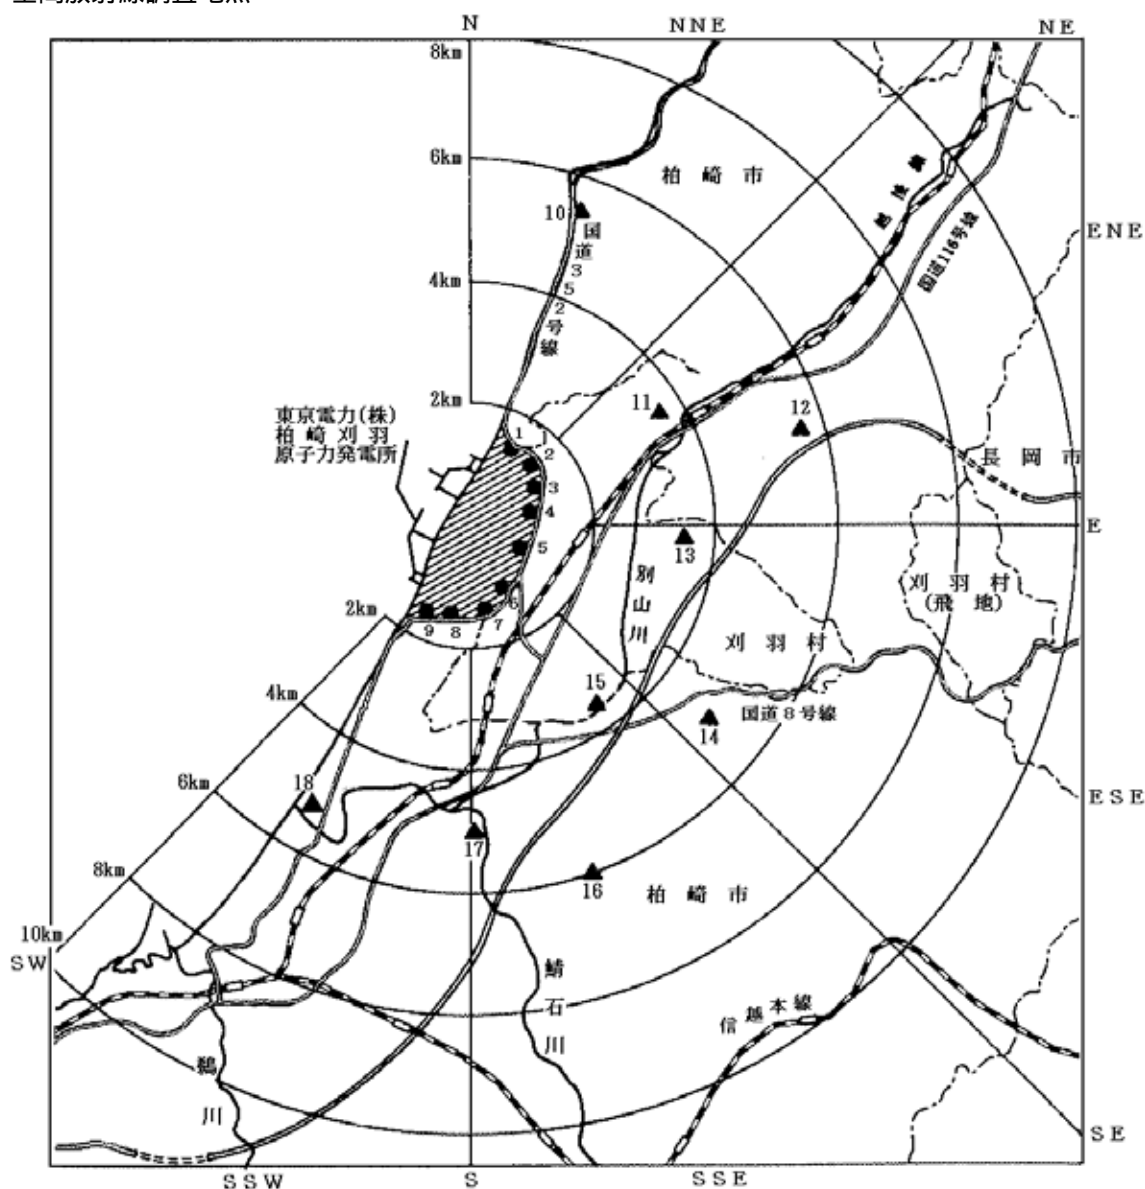 空間放射線調査地点
N
NNE
NE
8km
6km
柏崎市
越後線
10
国道352号線
国道116号線
ENE
4km
2km
11
12
東京電力(株)
柏崎刈羽
原子力発電所
1
2
長岡市
3
4
E
5
13
別山川
刈羽村
(飛地)
6
2km
7
9
8
刈羽村
15
4km
国道8号線
14
6km
18
ESE
17
8km
16
柏崎市
10km
SW
鯖石川
信越本線
鵜川
SE
SSW
S
SSE